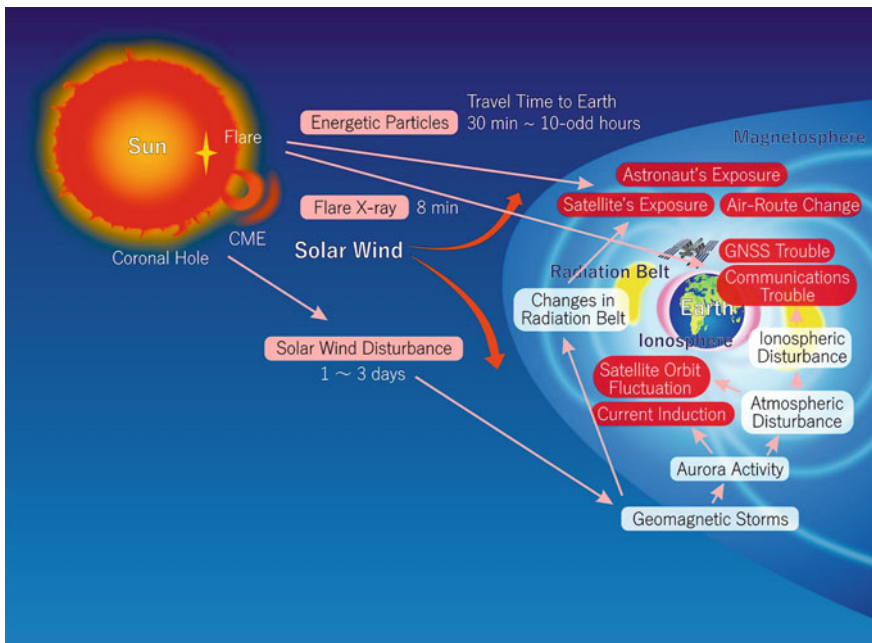 Travel Time to Earth
Energetic Particles
30 min ~ 10-odd hours
Sun
Flare
Magnetosphere
Astronaut's Exposure
Flare X-ray
8 min
Satellite's Exposure
Air-Route Change
CME
Solar Wind
GNSS Trouble
Coronal Hole
Radiation Belt
Communications
Trouble
Changes in
Radiation Belt
Earth
Ionosphere
Ionospheric
Disturbance
Solar Wind Disturbance
1 ~ 3 days
Satellite Orbit
Fluctuation
Current Induction
Atmospheric
Disturbance
Aurora Activity
Geomagnetic Storms